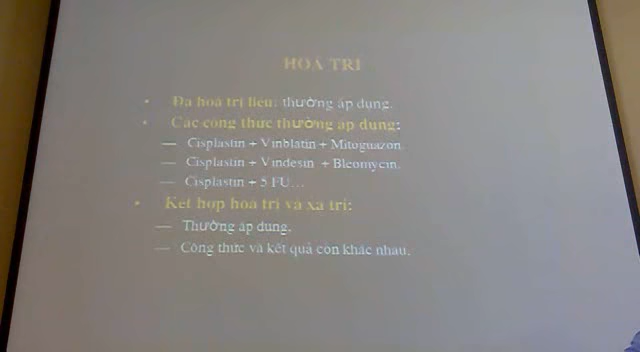 HOÁ TRỊ
• Đa hoá trị liệu: thường áp dụng.
• Các công thức thường áp dụng:
— Cisplastin + Vinblatin + Mitoguazon.
— Cisplastin + Vindesin + Bleomycin.
— Cisplastin + 5 FU…
• Kết hợp hoá trị và xạ trị:
— Thường áp dụng.
— Công thức và kết quả còn khác nhau.